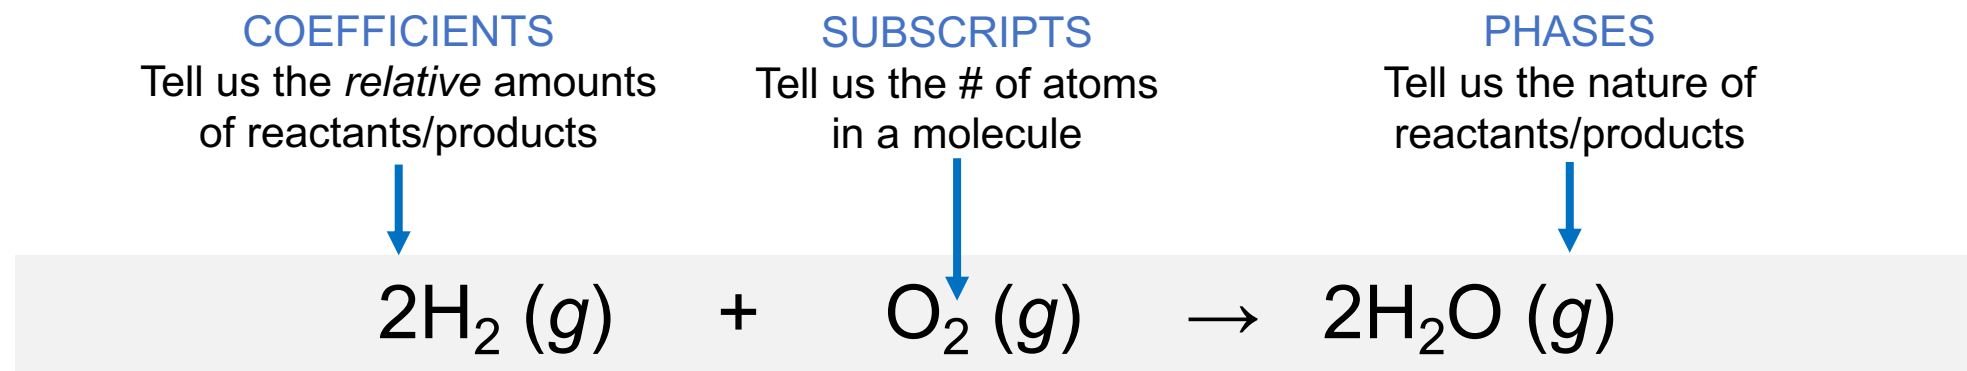 COEFFICIENTS
Tell us the relative amounts
of reactants/products
SUBSCRIPTS
Tell us the # of atoms
in a molecule
PHASES
Tell us the nature of
reactants/products
2H₂ (g) + O₂ (g) → 2H₂O (g)